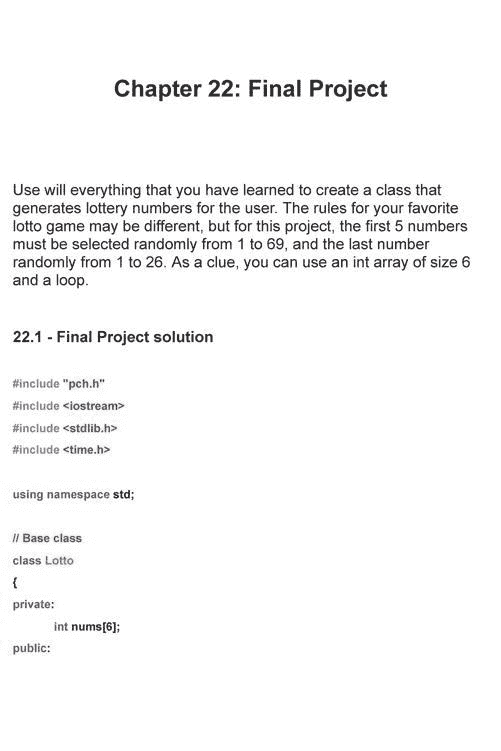 Chapter 22: Final Project
Use will everything that you have learned to create a class that
generates lottery numbers for the user. The rules for your favorite
lotto game may be different, but for this project, the first 5 numbers
must be selected randomly from 1 to 69, and the last number
randomly from 1 to 26. As a clue, you can use an int array of size 6
and a loop.
22.1 - Final Project solution
#include "pch.h"
#include <iostream>
#include <stdlib.h>
#include <time.h>
using namespace std;
// Base class
class Lotto
{
private:
int nums[6];
public: